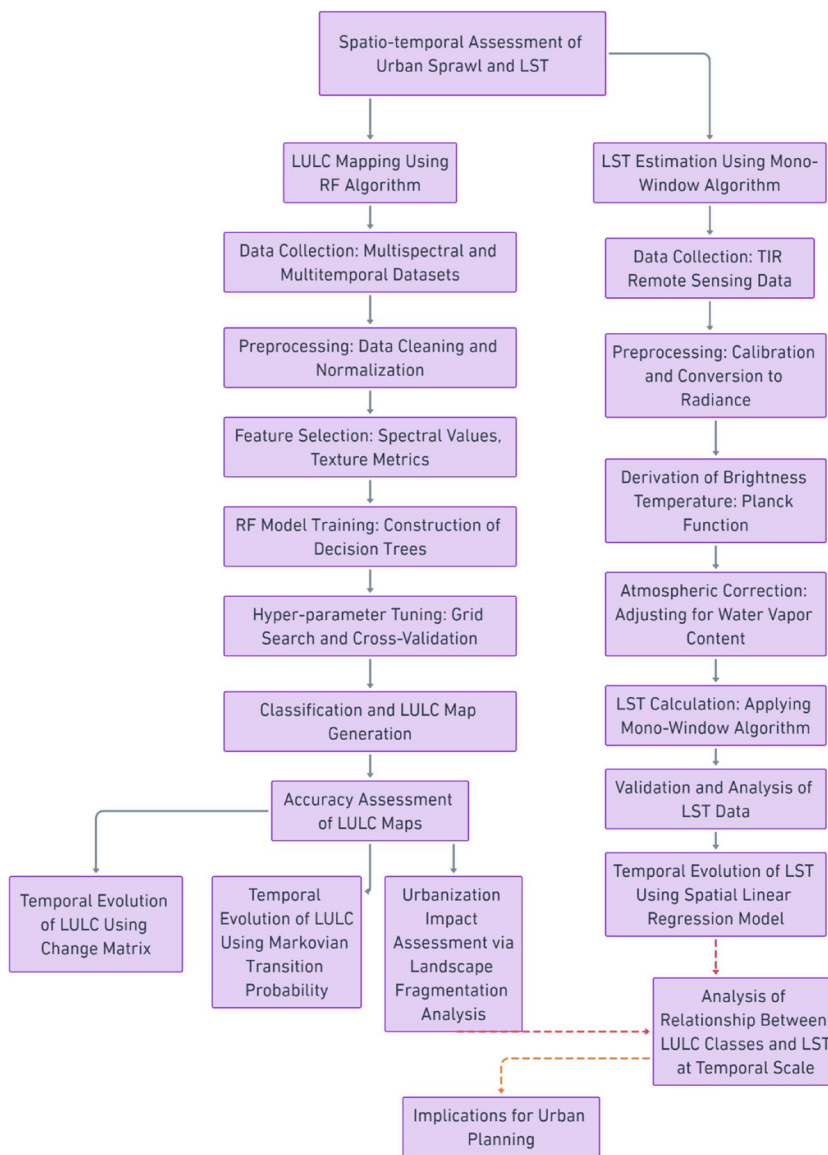 Spatio-temporal Assessment of
Urban Sprawl and LST
LULC Mapping Using
RF Algorithm
LST Estimation Using Mono-
Window Algorithm
Data Collection: Multispectral and
Multitemporal Datasets
Data Collection: TIR
Remote Sensing Data
Preprocessing: Data Cleaning and
Normalization
Preprocessing: Calibration
and Conversion to
Radiance
Feature Selection: Spectral Values,
Texture Metrics
Derivation of Brightness
Temperature: Planck
Function
RF Model Training: Construction of
Decision Trees
Hyper-parameter Tuning: Grid
Search and Cross-Validation
Atmospheric Correction:
Adjusting for Water Vapor
Content
Classification and LULC Map
Generation
LST Calculation: Applying
Mono-Window Algorithm
Accuracy Assessment
of LULC Maps
Validation and Analysis of
LST Data
Temporal Evolution
of LULC Using
Change Matrix
Temporal
Evolution of LULC
Using Markovian
Transition
Probability
Urbanization
Impact
Assessment via
Landscape
Fragmentation
Analysis
Temporal Evolution of LST
Using Spatial Linear
Regression Model
Analysis of
Relationship Between
LULC Classes and LST
at Temporal Scale
Implications for Urban
Planning